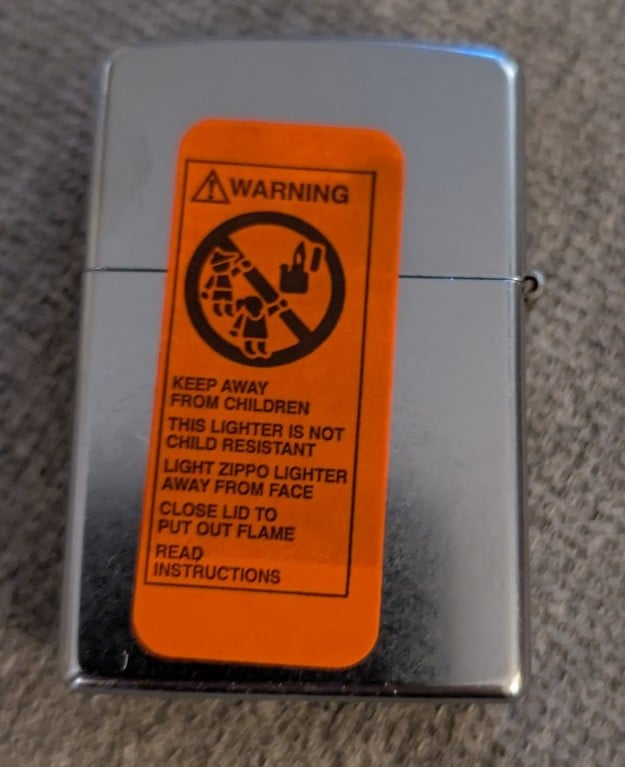 WARNING
KEEP AWAY
FROM CHILDREN
THIS LIGHTER IS NOT
CHILD RESISTANT
LIGHT ZIPPO LIGHTER
AWAY FROM FACE
CLOSE LID TO
PUT OUT FLAME
READ
INSTRUCTIONS